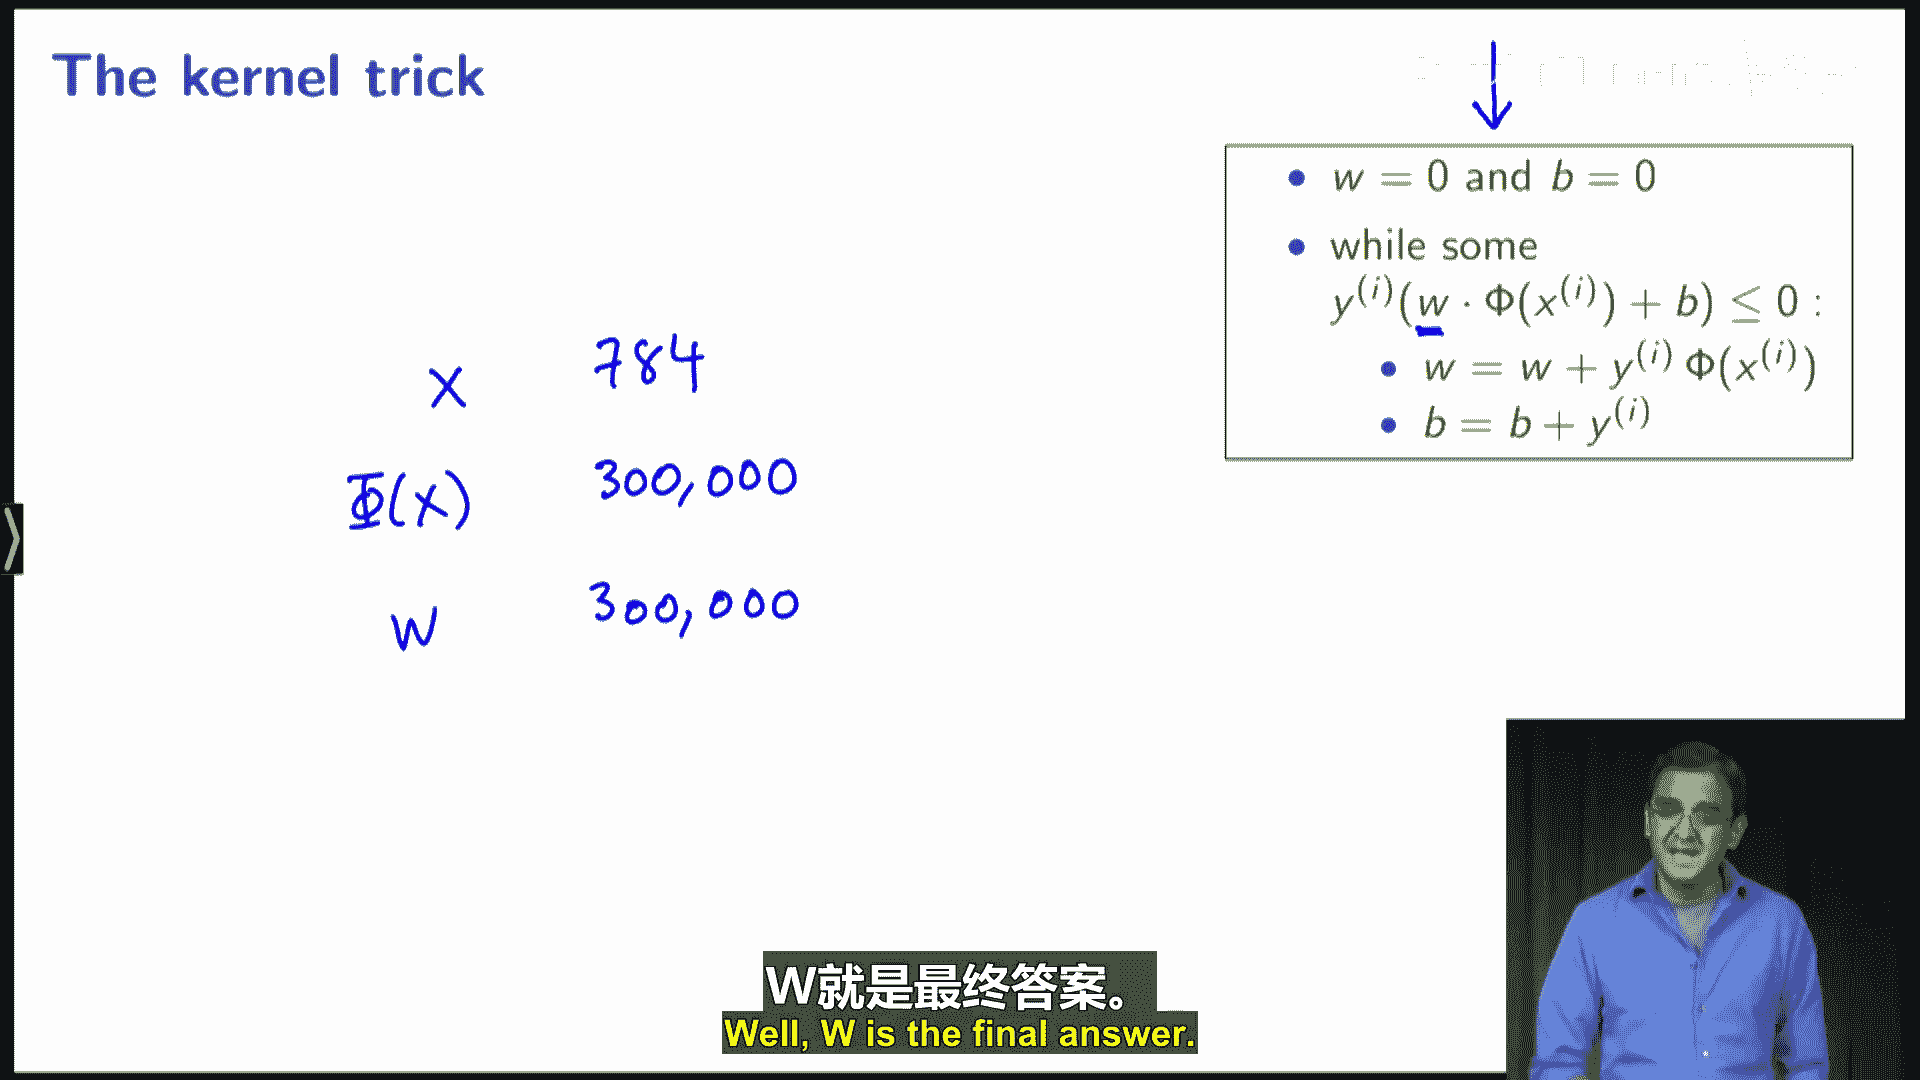 The kernel trick
• w = 0 and b = 0
• while some
y⁽ⁱ⁾(w · Φ(x⁽ⁱ⁾) + b) ≤ 0 :
• w = w + y⁽ⁱ⁾ Φ(x⁽ⁱ⁾)
• b = b + y⁽ⁱ⁾
x 784
Φ(x) 300,000
w 300,000
W就是最终答案。
Well, W is the final answer.